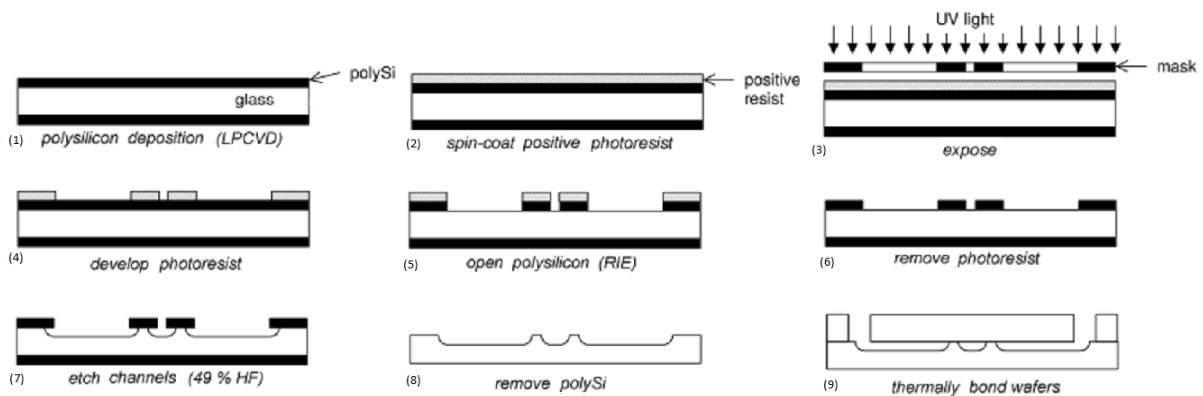 polySi
glass
(1) polysilicon deposition (LPCVD)
positive
resist
(2) spin-coat positive photoresist
UV light
mask
(3) expose
(4) develop photoresist
(5) open polysilicon (RIE)
(6) remove photoresist
(7) etch channels (49 % HF)
(8) remove polySi
(9) thermally bond wafers